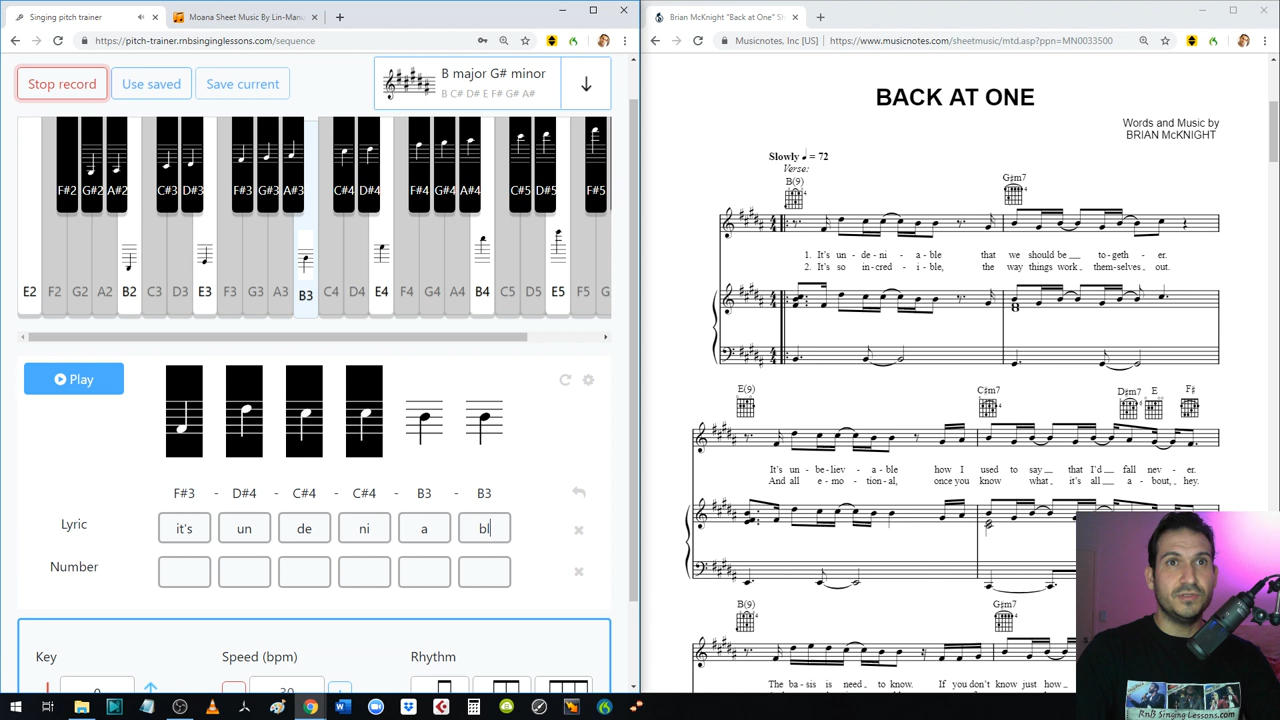 Singing pitch trainer
Moana Sheet Music By Lin-Manu
https://pitch-trainer.rnbsinginglessons.com/sequence
Stop record
Use saved
Save current
B major G# minor
B C# D# E F# G# A#
F#2 G#2 A#2 C#3 D#3 F#3 G#3 A#3 C#4 D#4 F#4 G#4 A#4 C#5 D#5 F#5
E2 F2 G2 A2 B2 C3 D3 E3 F3 G3 A3 B3 C4 D4 E4 F4 G4 A4 B4 C5 D5 E5 F5 G
Play
F#3 - D#4 - C#4 - C#4 - B3 - B3
Lyric it's un de ni a bl
Number
Key Speed (bpm) Rhythm
0 30
Brian McKnight "Back at One" Sh
Musicnotes, Inc [US] https://www.musicnotes.com/sheetmusic/mtd.asp?ppn=MN0033500
BACK AT ONE
Words and Music by
BRIAN McKNIGHT
Slowly ♩ = 72
Verse:
B(9) G#m7
1. It's un - de - ni - a - ble that we should be to - geth - er.
2. It's so in - cred - i - ble, the way things work them - selves out.
E(9) C#m7 D#m7 E F#
It's un - be - liev - a - ble how I used to say that I'd fall nev - er.
And all e - mo - tion - al, once you know what it's all a - bout, hey.
B(9) G#m7
The ba - sis is need to know. If you don't know just how
RnB SingingLessons.com